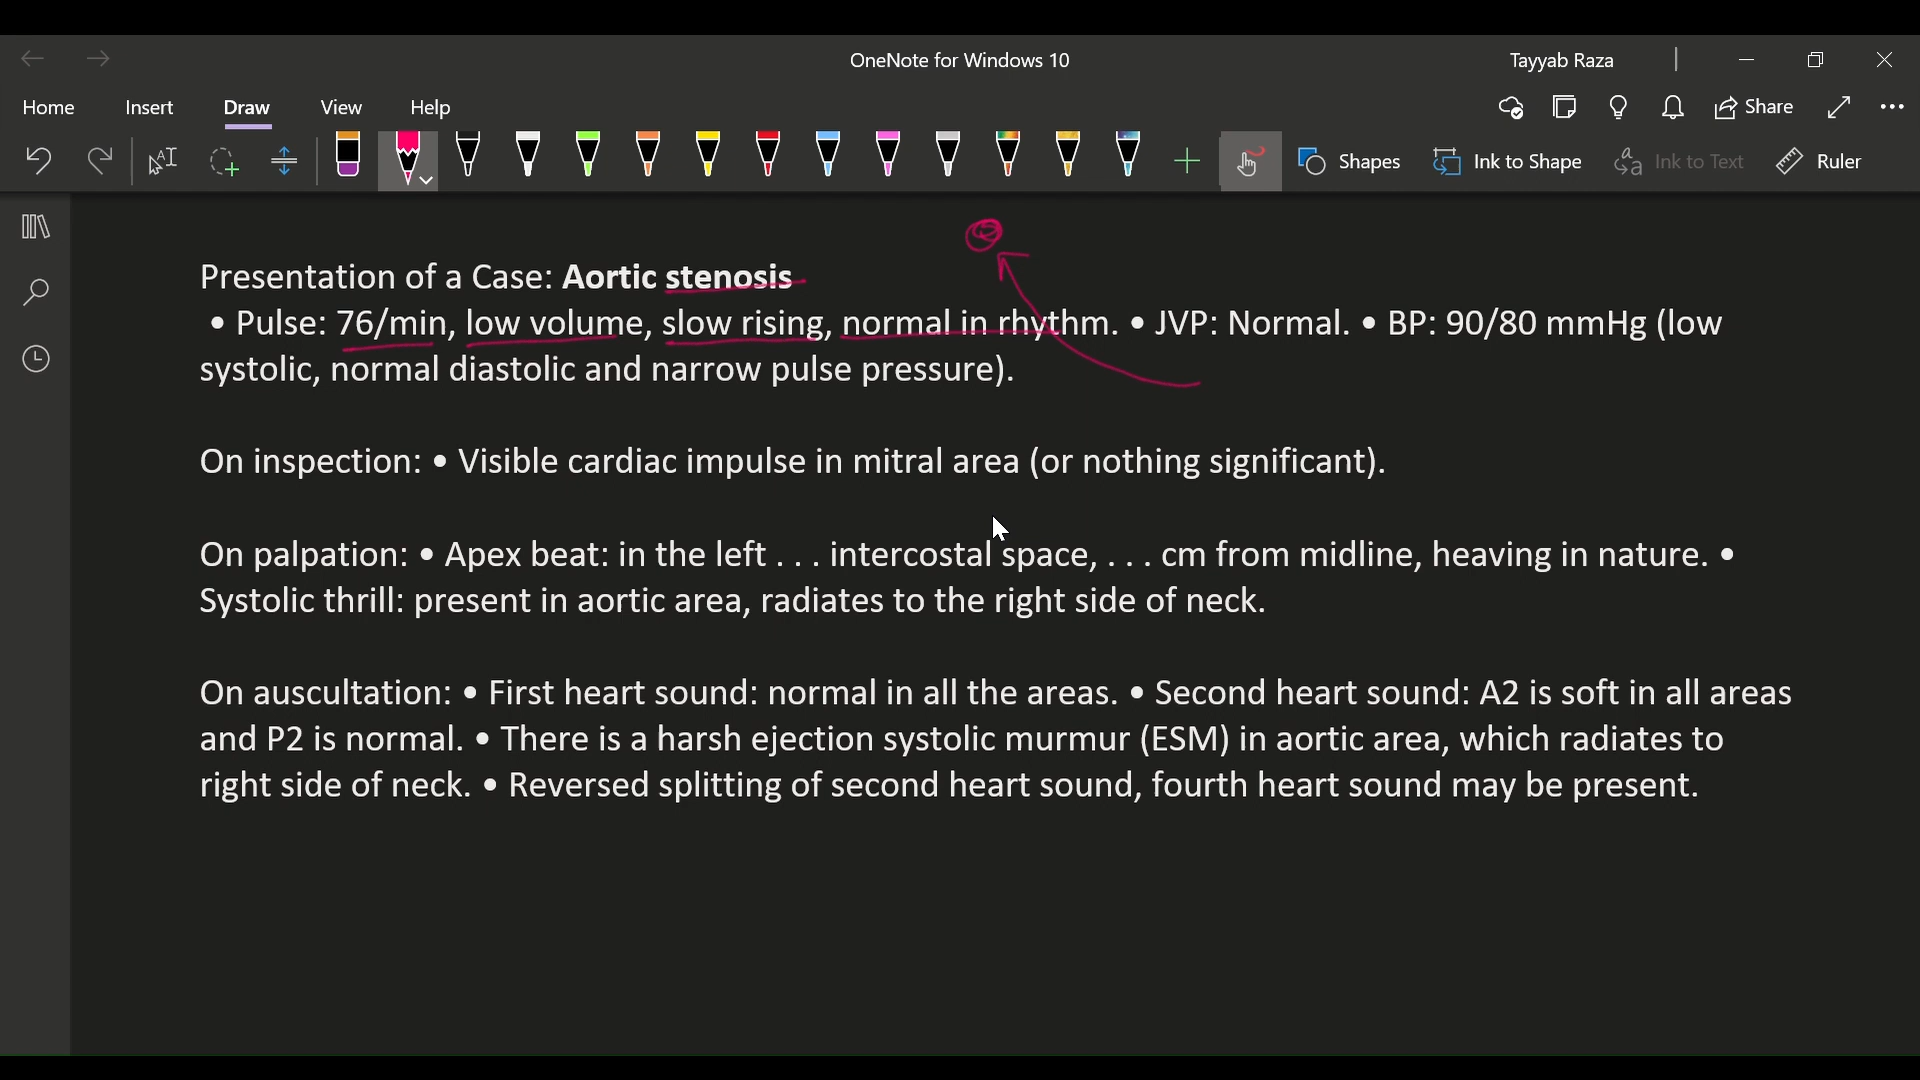 OneNote for Windows 10
Tayyab Raza
Home Insert Draw View Help
Share
Shapes Ink to Shape Ink to Text Ruler
Presentation of a Case: Aortic stenosis
• Pulse: 76/min, low volume, slow rising, normal in rhythm. • JVP: Normal. • BP: 90/80 mmHg (low
systolic, normal diastolic and narrow pulse pressure).
On inspection: • Visible cardiac impulse in mitral area (or nothing significant).
On palpation: • Apex beat: in the left . . . intercostal space, . . . cm from midline, heaving in nature. •
Systolic thrill: present in aortic area, radiates to the right side of neck.
On auscultation: • First heart sound: normal in all the areas. • Second heart sound: A2 is soft in all areas
and P2 is normal. • There is a harsh ejection systolic murmur (ESM) in aortic area, which radiates to
right side of neck. • Reversed splitting of second heart sound, fourth heart sound may be present.